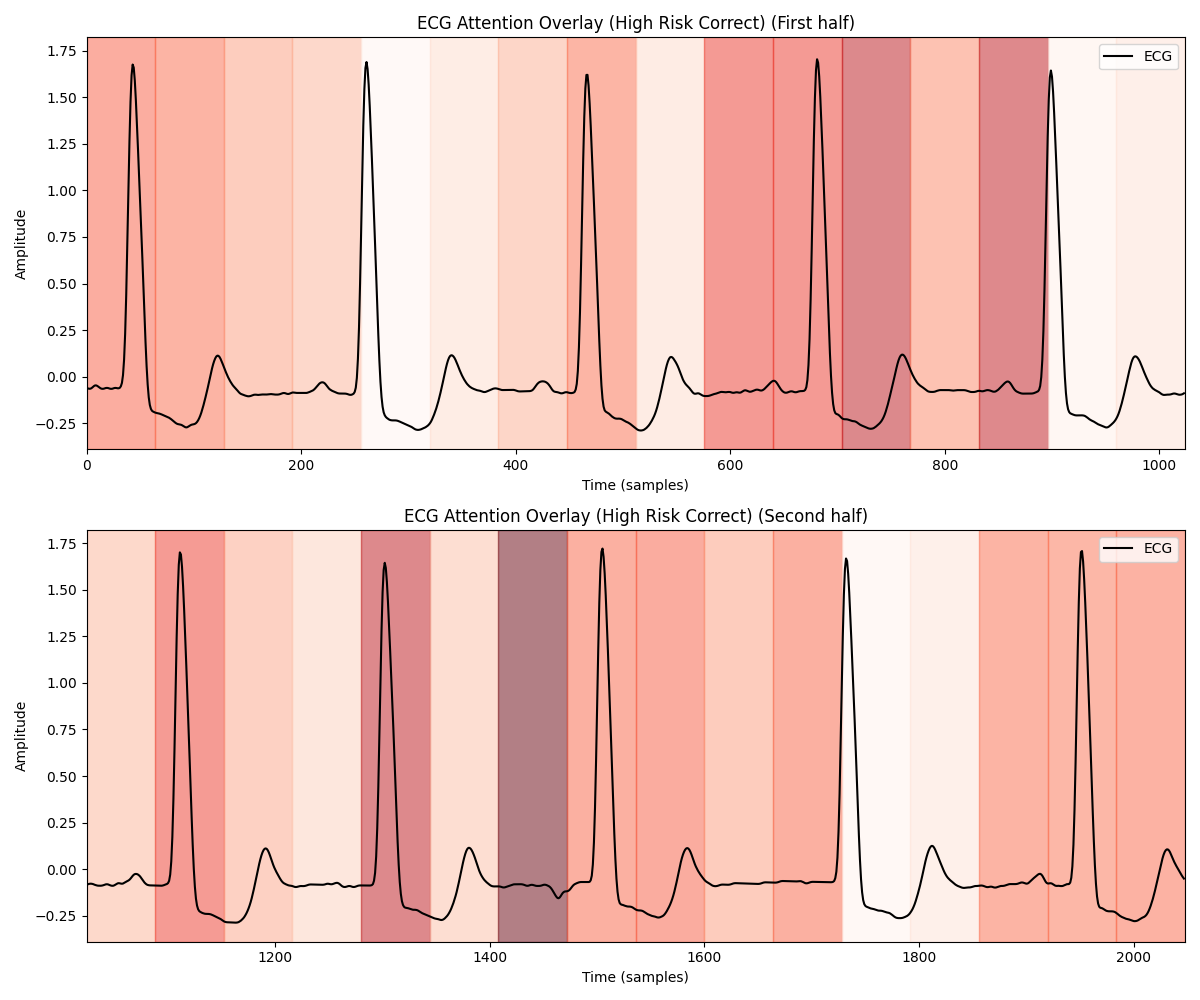 ECG Attention Overlay (High Risk Correct) (First half)
1.75
1.50
1.25
1.00
0.75
0.50
0.25
0.00
−0.25
Amplitude
ECG
0 200 400 600 800 1000
Time (samples)
ECG Attention Overlay (High Risk Correct) (Second half)
1.75
1.50
1.25
1.00
0.75
0.50
0.25
0.00
−0.25
Amplitude
ECG
1200 1400 1600 1800 2000
Time (samples)